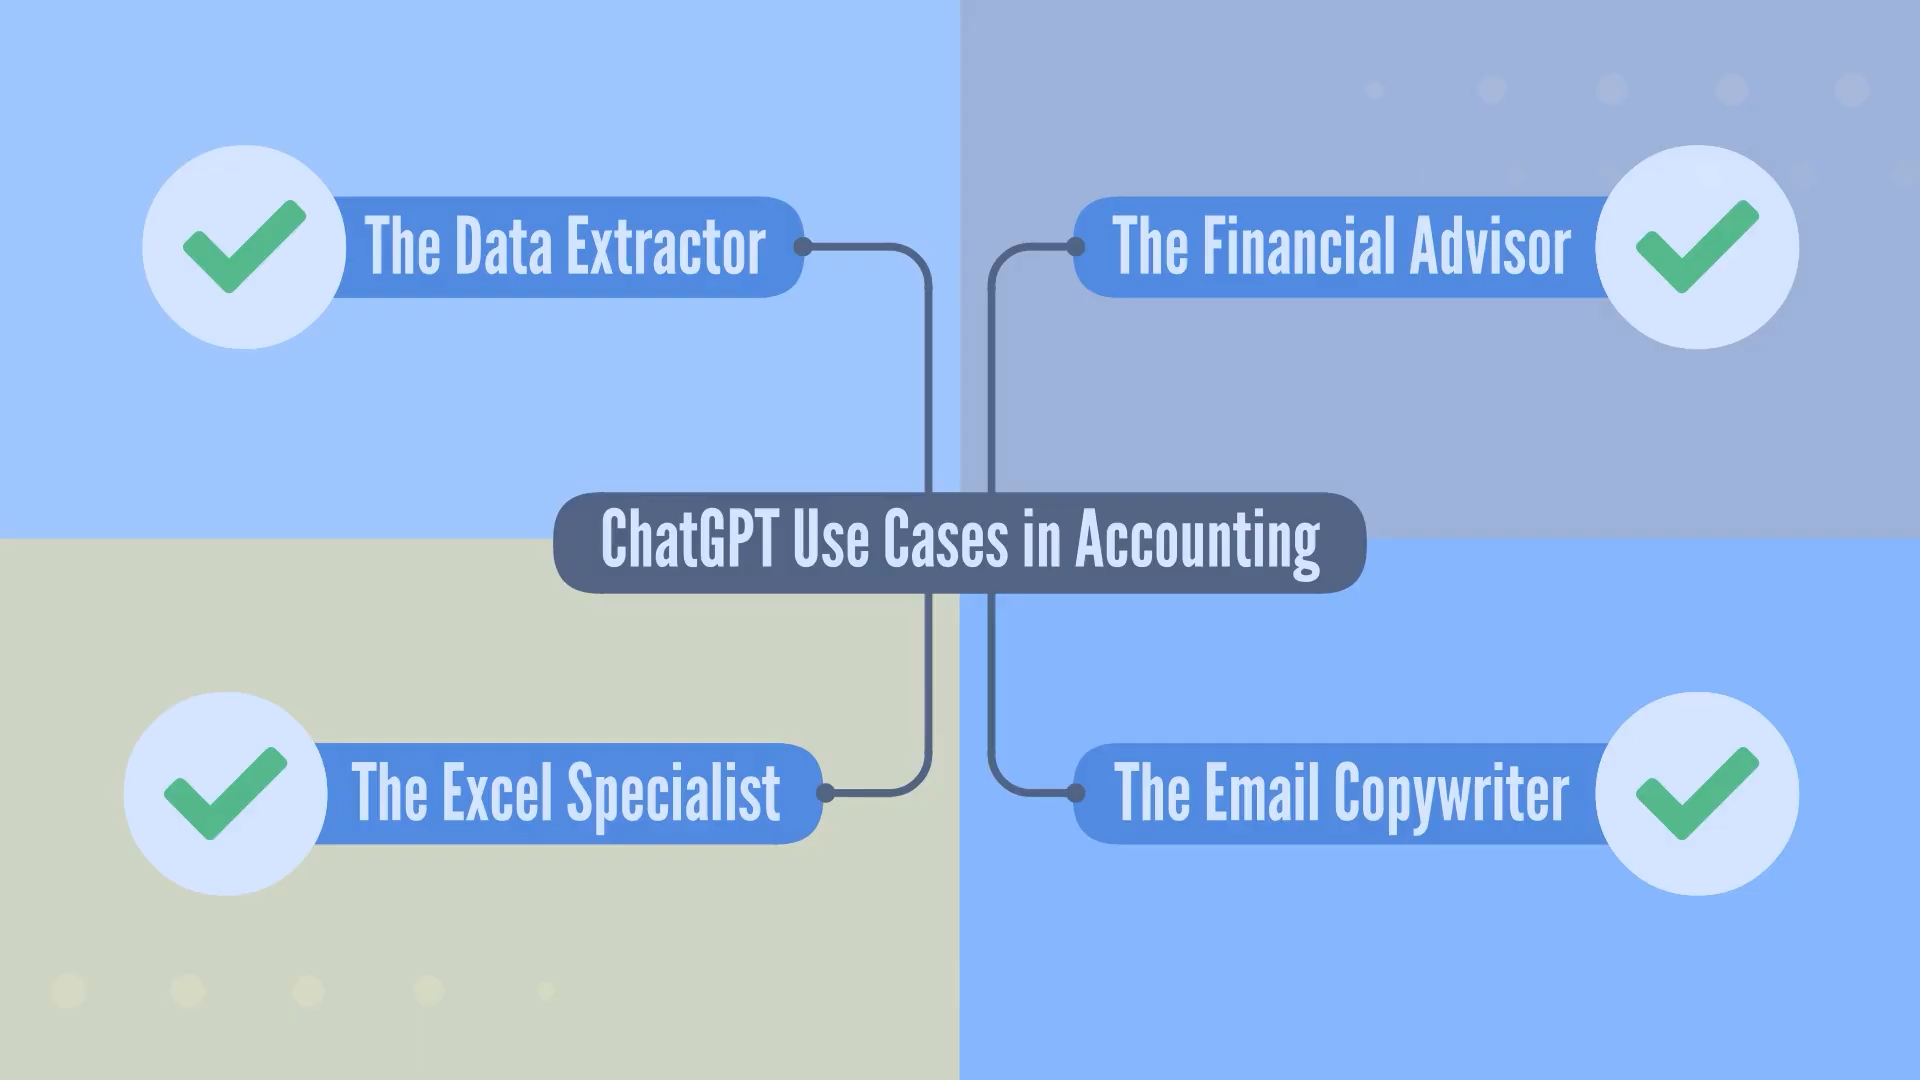 The Data Extractor
The Financial Advisor
ChatGPT Use Cases in Accounting
The Excel Specialist
The Email Copywriter